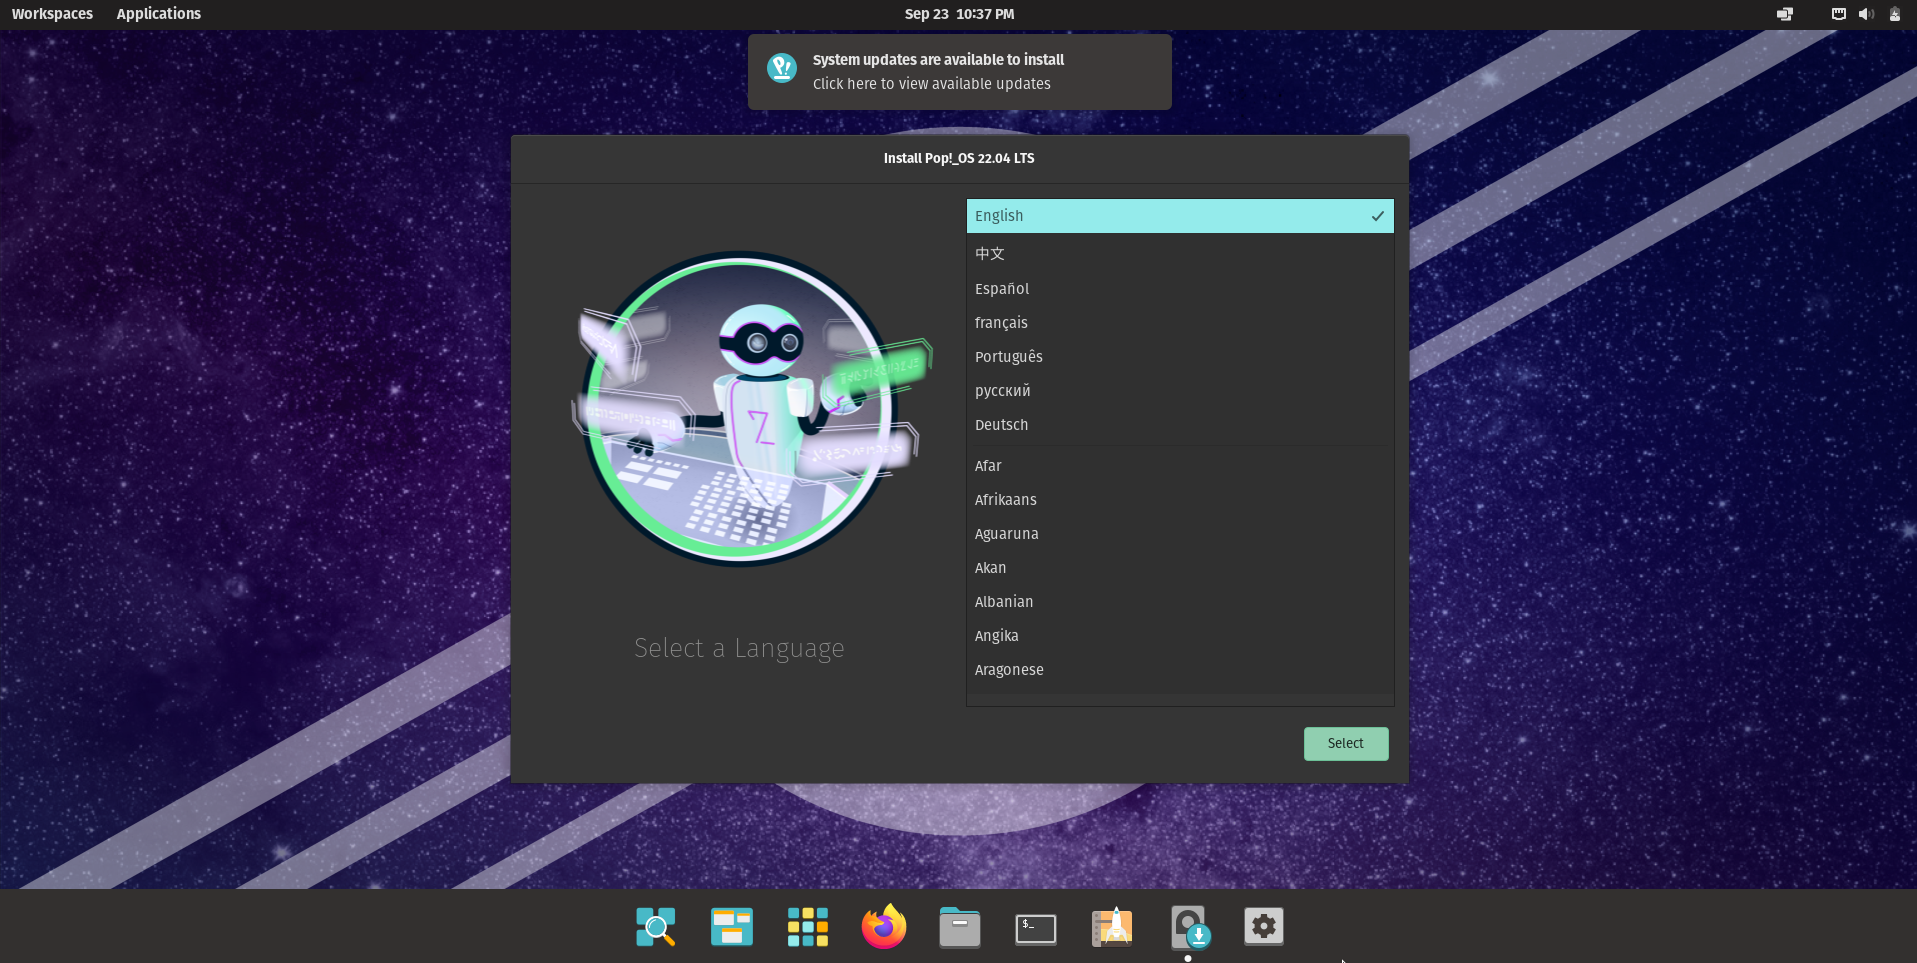 Workspaces Applications Sep 23 10:37 PM
System updates are available to install
Click here to view available updates
Install Pop!_OS 22.04 LTS
English
中文
Español
français
Português
русский
Deutsch
Afar
Afrikaans
Aguaruna
Akan
Albanian
Angika
Aragonese
Select a Language
Select
$_